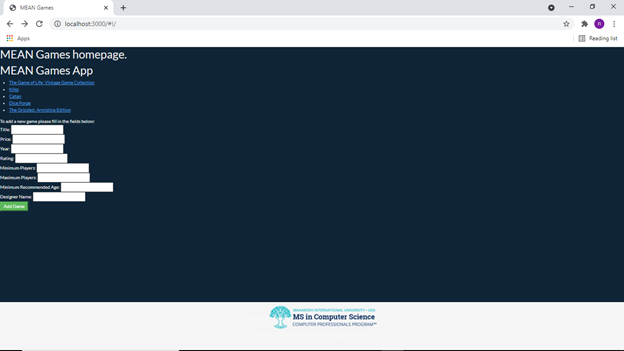 MEAN Games
localhost:3000/#!/
n
Apps
Reading list
MEAN Games homepage.
MEAN Games App
The Game of Life: Vintage Game Collection
Catan
Dice Forge
The Grizzled: Armistice Edition
To add a new game please fill in the fields below:
Title:
Price:
Year:
Rating:
Minimum Players:
Maximum Players:
Minimum Recommended Age:
Designer Name:
Add Game
MAHARISHI INTERNATIONAL UNIVERSITY • USA
MS in Computer Science
COMPUTER PROFESSIONALS PROGRAM℠